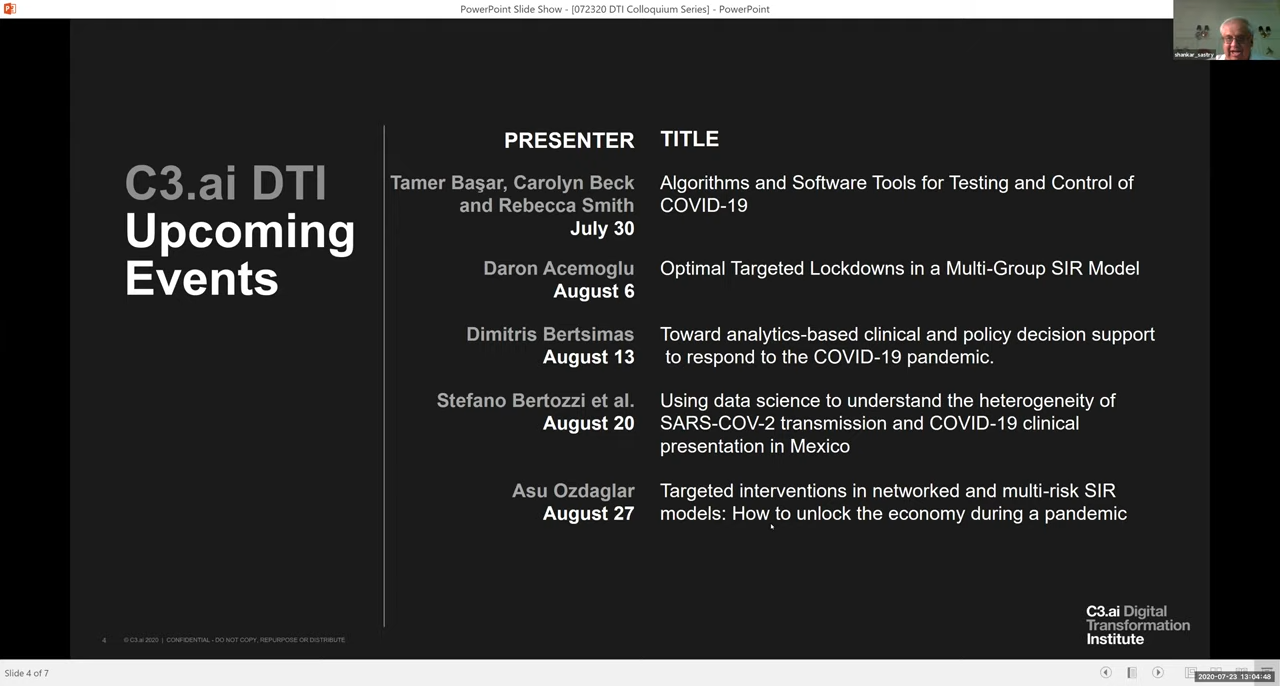 PowerPoint Slide Show - [072320 DTI Colloquium Series] - PowerPoint
shankar_sastry
C3.ai DTI
Upcoming
Events
PRESENTER
TITLE
Tamer Başar, Carolyn Beck
and Rebecca Smith
July 30
Algorithms and Software Tools for Testing and Control of
COVID-19
Daron Acemoglu
August 6
Optimal Targeted Lockdowns in a Multi-Group SIR Model
Dimitris Bertsimas
August 13
Toward analytics-based clinical and policy decision support
to respond to the COVID-19 pandemic.
Stefano Bertozzi et al.
August 20
Using data science to understand the heterogeneity of
SARS-COV-2 transmission and COVID-19 clinical
presentation in Mexico
Asu Ozdaglar
August 27
Targeted interventions in networked and multi-risk SIR
models: How to unlock the economy during a pandemic
4
© C3.ai 2020 | CONFIDENTIAL - DO NOT COPY, REPURPOSE OR DISTRIBUTE
C3.ai Digital
Transformation
Institute
Slide 4 of 7
2020-07-23 13:04:48